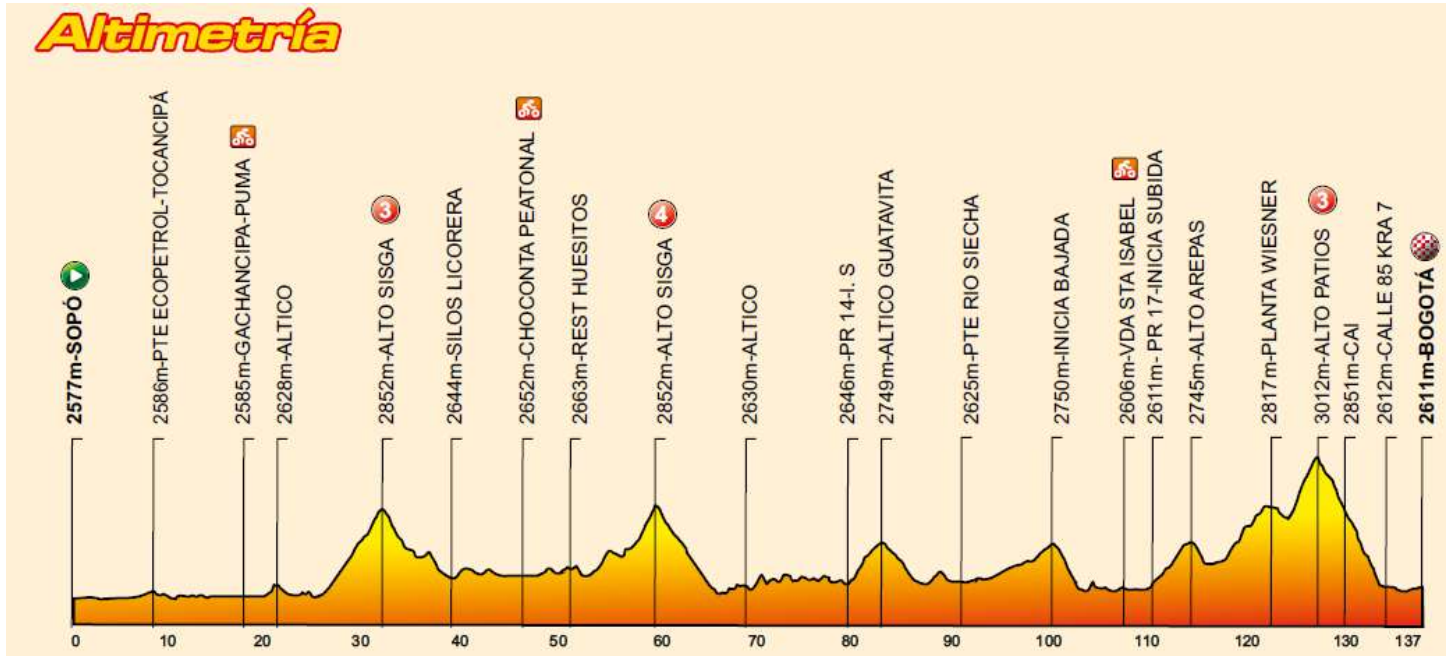 Altimetría
2577m-SOPÓ
2586m-PTE ECOPETROL-TOCANCIPÁ
2585m-GACHANCIPA-PUMA
2628m-ALTICO
2852m-ALTO SISGA
3
2644m-SILOS LICORERA
2652m-CHOCONTA PEATONAL
2663m-REST HUESITOS
2852m-ALTO SISGA
4
2630m-ALTICO
2646m-PR 14-I. S
2749m-ALTICO GUATAVITA
2625m-PTE RIO SIECHA
2750m-INICIA BAJADA
2606m-VDA STA ISABEL
2611m- PR 17-INICIA SUBIDA
2745m-ALTO AREPAS
2817m-PLANTA WIESNER
3012m-ALTO PATIOS
3
2851m-CAI
2612m-CALLE 85 KRA 7
2611m-BOGOTÁ
0 10 20 30 40 50 60 70 80 90 100 110 120 130 137